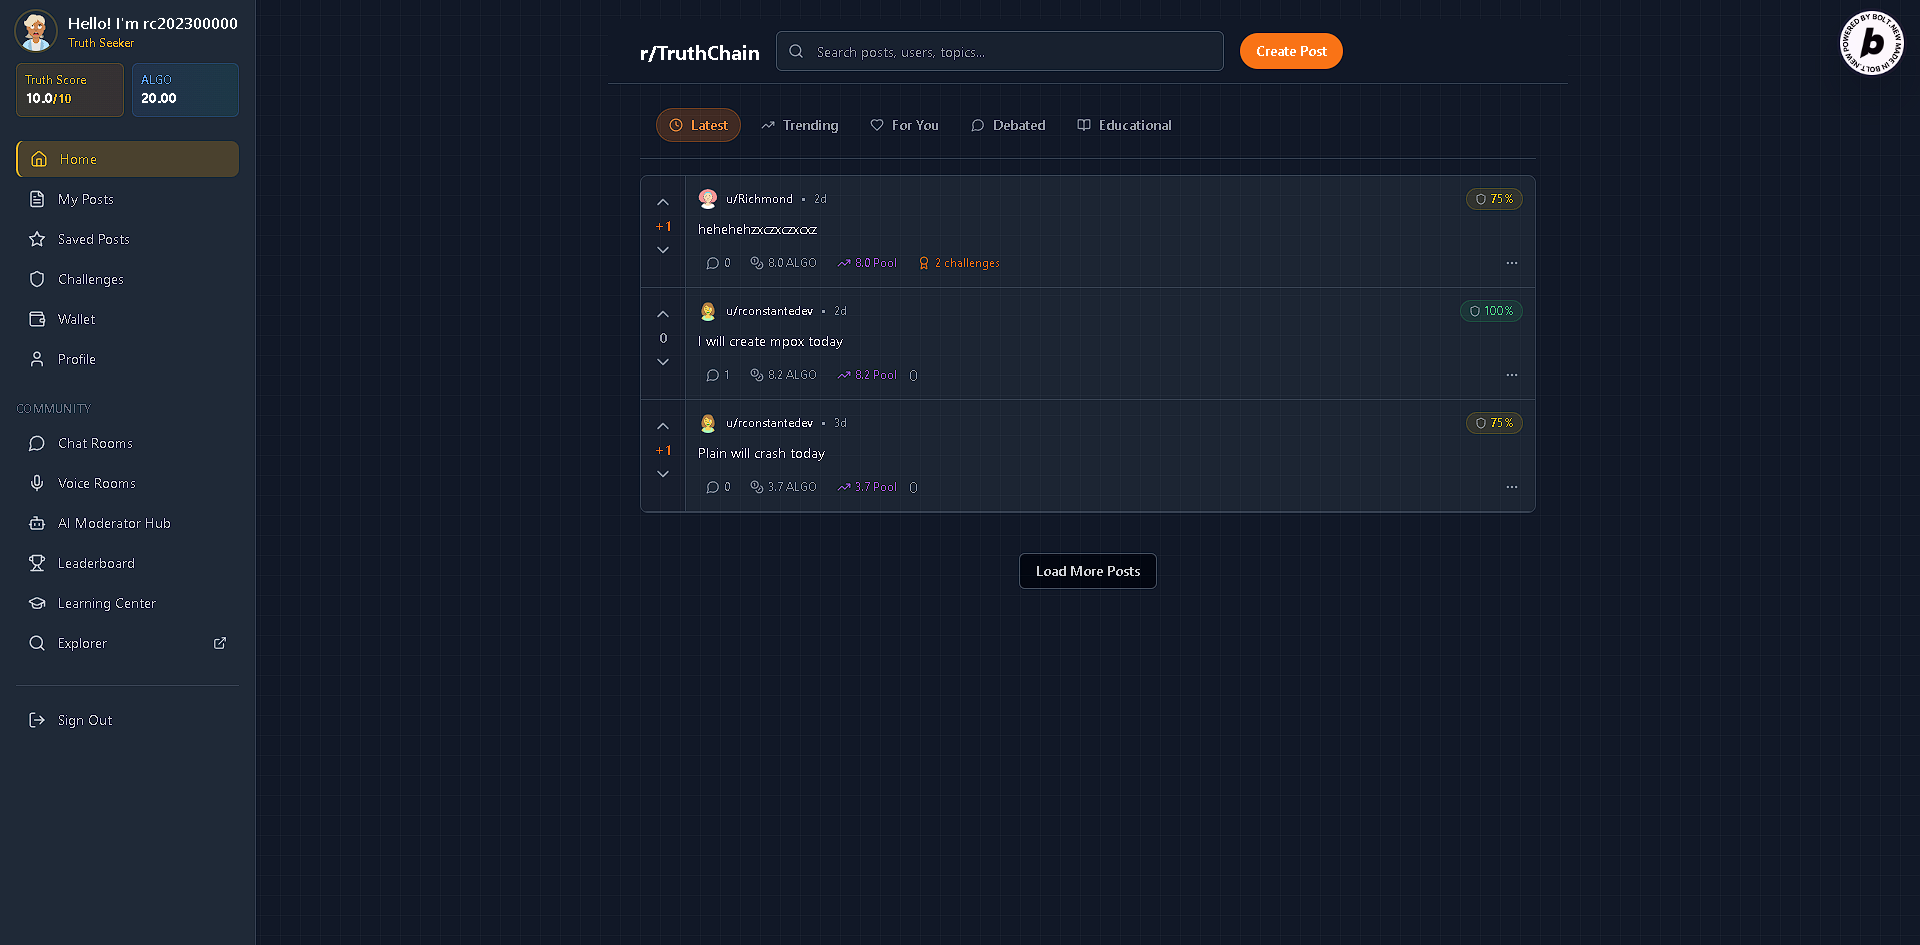 Hello! I'm rc202300000
Truth Seeker
Truth Score
10.0/10
ALGO
20.00
Home
My Posts
Saved Posts
Challenges
Wallet
Profile
COMMUNITY
Chat Rooms
Voice Rooms
AI Moderator Hub
Leaderboard
Learning Center
Explorer
Sign Out
r/TruthChain
Search posts, users, topics...
Create Post
POWERED BY BOLT.NEW MADE IN BOLT.NEW
b
Latest
Trending
For You
Debated
Educational
u/Richmond • 2d
75%
+1
hehehehzxczxczxcxz
0
8.0 ALGO
8.0 Pool
2 challenges
u/rconstantedev • 2d
100%
0
I will create mpox today
1
8.2 ALGO
8.2 Pool
0
u/rconstantedev • 3d
75%
+1
Plain will crash today
0
3.7 ALGO
3.7 Pool
0
Load More Posts